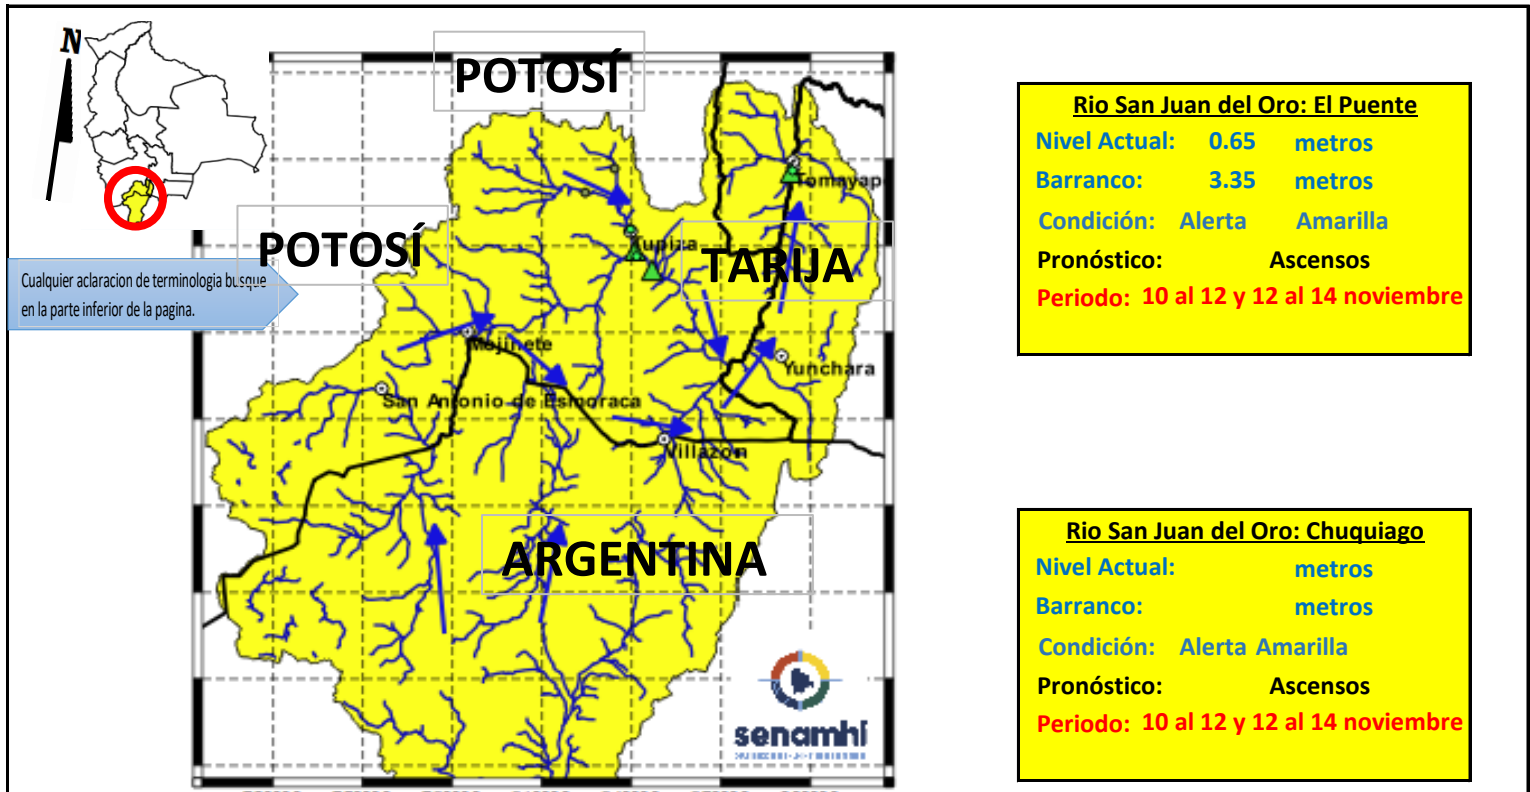 N
POTOSÍ
POTOSÍ
TARIJA
ARGENTINA
Cualquier aclaracion de terminologia busque
en la parte inferior de la pagina.
Tomayap
Tupiza
Mojinete
Yunchara
San Antonio de Esmoraca
Villazon
senamhi
Rio San Juan del Oro: El Puente
Nivel Actual: 0.65 metros
Barranco: 3.35 metros
Condición: Alerta Amarilla
Pronóstico: Ascensos
Periodo: 10 al 12 y 12 al 14 noviembre
Rio San Juan del Oro: Chuquiago
Nivel Actual: metros
Barranco: metros
Condición: Alerta Amarilla
Pronóstico: Ascensos
Periodo: 10 al 12 y 12 al 14 noviembre